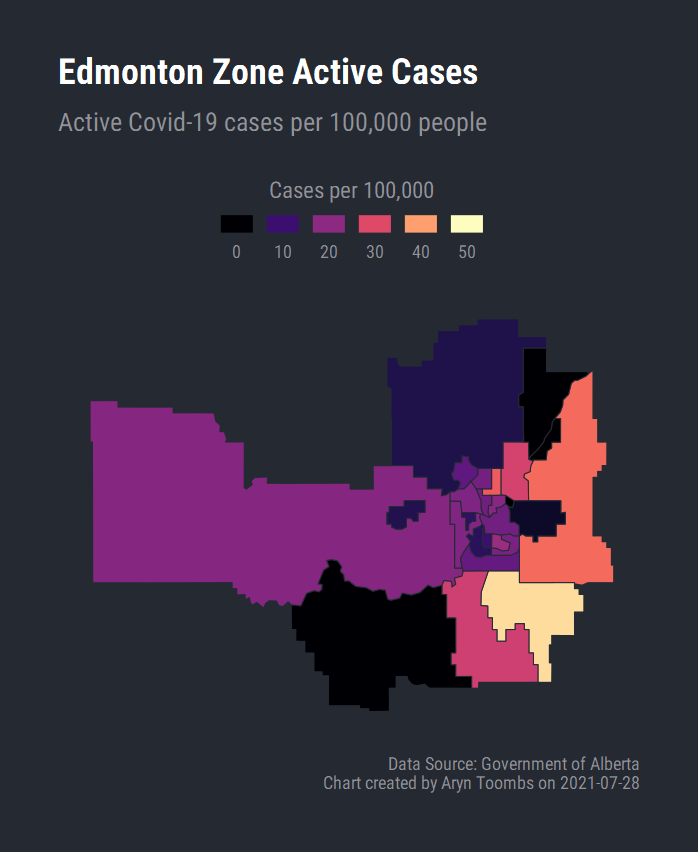 Edmonton Zone Active Cases
Active Covid-19 cases per 100,000 people
Cases per 100,000
0 10 20 30 40 50
Data Source: Government of Alberta
Chart created by Aryn Toombs on 2021-07-28